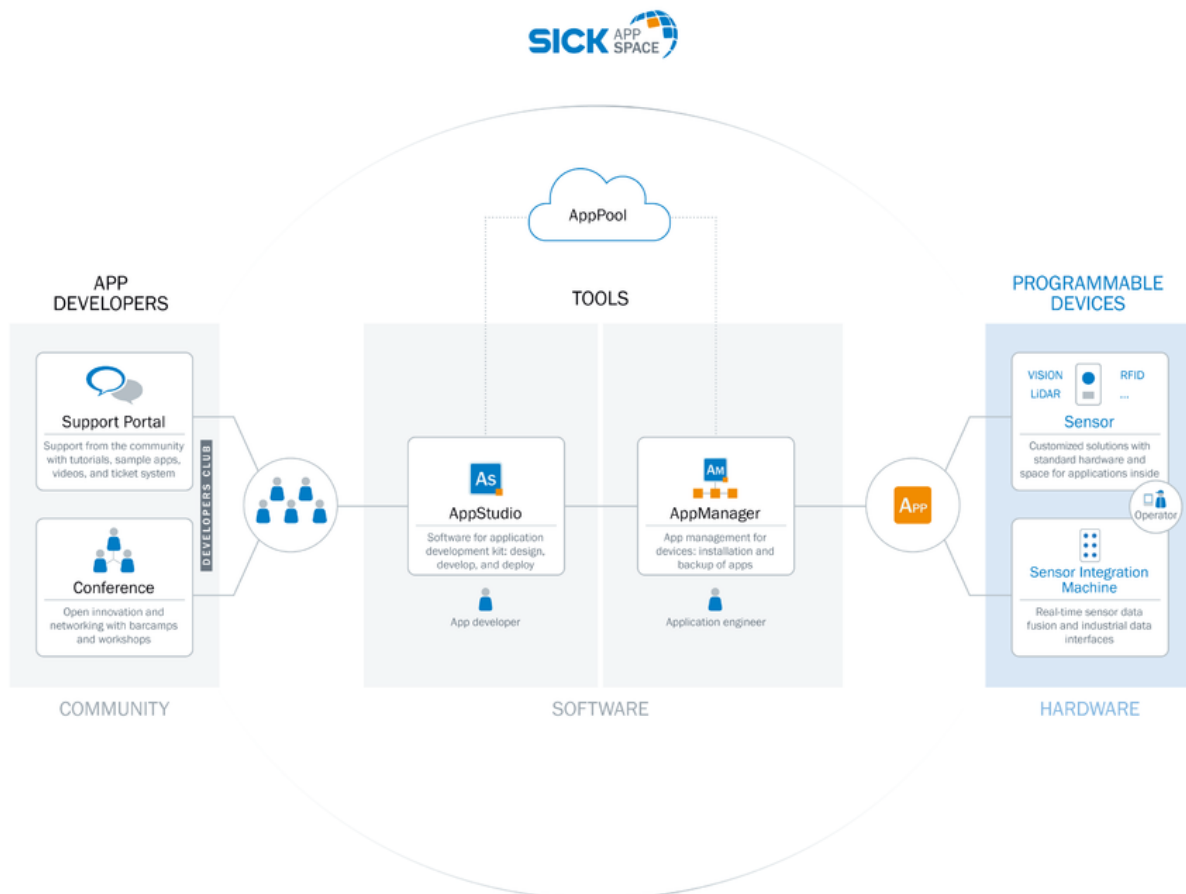 SICK APP
SPACE
AppPool
APP
DEVELOPERS
TOOLS
PROGRAMMABLE
DEVICES
Support Portal
Support from the community
with tutorials, sample apps,
videos, and ticket system
Conference
Open innovation and
networking with barcamps
and workshops
DEVELOPERS CLUB
As
AppStudio
Software for application
development kit: design,
develop, and deploy
App developer
AM
AppManager
App management for
devices: installation and
backup of apps
Application engineer
APP
VISION
RFID
LiDAR
...
Sensor
Customized solutions with
standard hardware and
space for applications inside
Operator
Sensor Integration
Machine
Real-time sensor data
fusion and industrial data
interfaces
COMMUNITY
SOFTWARE
HARDWARE